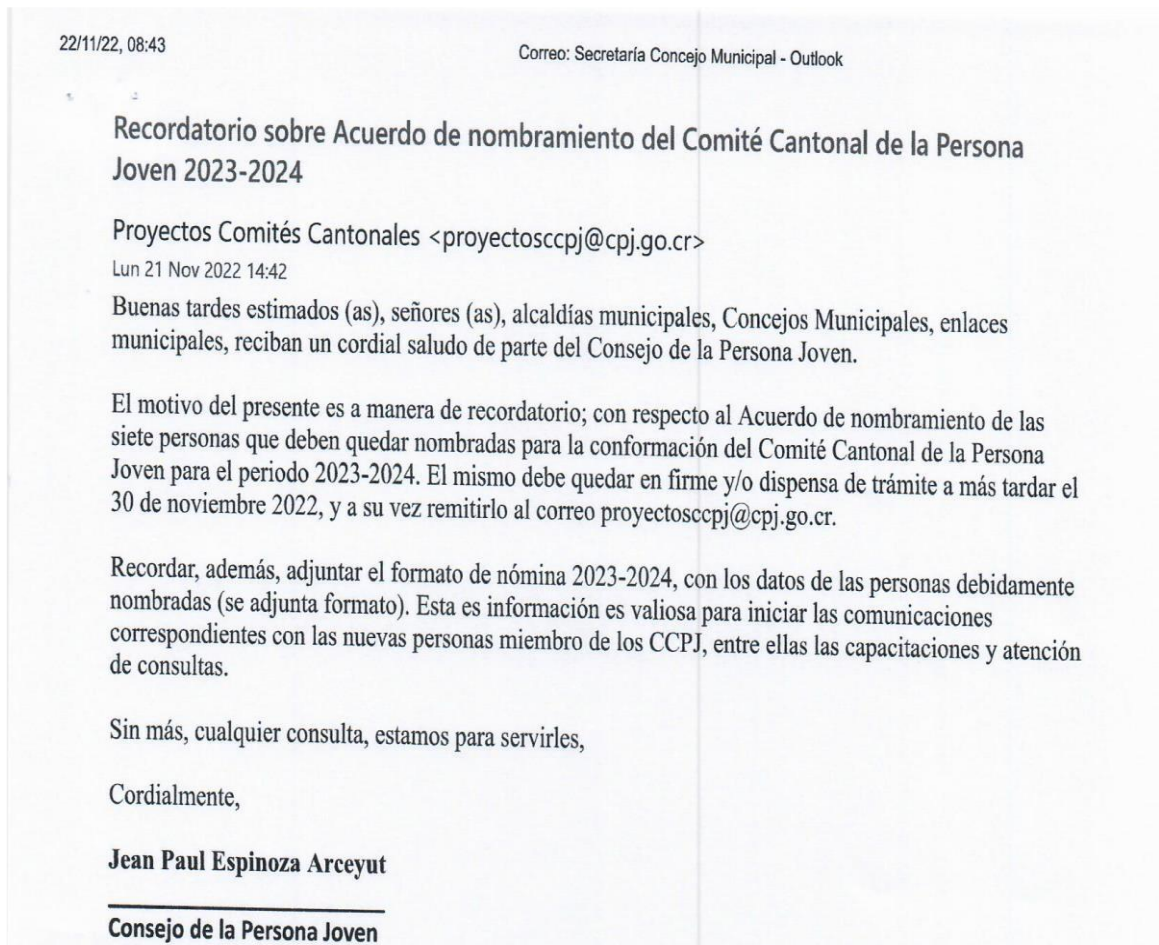 22/11/22, 08:43
Correo: Secretaría Concejo Municipal - Outlook
Recordatorio sobre Acuerdo de nombramiento del Comité Cantonal de la Persona
Joven 2023-2024
Proyectos Comités Cantonales <proyectosccpj@cpj.go.cr>
Lun 21 Nov 2022 14:42
Buenas tardes estimados (as), señores (as), alcaldías municipales, Concejos Municipales, enlaces
municipales, reciban un cordial saludo de parte del Consejo de la Persona Joven.
El motivo del presente es a manera de recordatorio; con respecto al Acuerdo de nombramiento de las
siete personas que deben quedar nombradas para la conformación del Comité Cantonal de la Persona
Joven para el periodo 2023-2024. El mismo debe quedar en firme y/o dispensa de trámite a más tardar el
30 de noviembre 2022, y a su vez remitirlo al correo proyectosccpj@cpj.go.cr.
Recordar, además, adjuntar el formato de nómina 2023-2024, con los datos de las personas debidamente
nombradas (se adjunta formato). Esta es información es valiosa para iniciar las comunicaciones
correspondientes con las nuevas personas miembro de los CCPJ, entre ellas las capacitaciones y atención
de consultas.
Sin más, cualquier consulta, estamos para servirles,
Cordialmente,
Jean Paul Espinoza Arceyut
Consejo de la Persona Joven